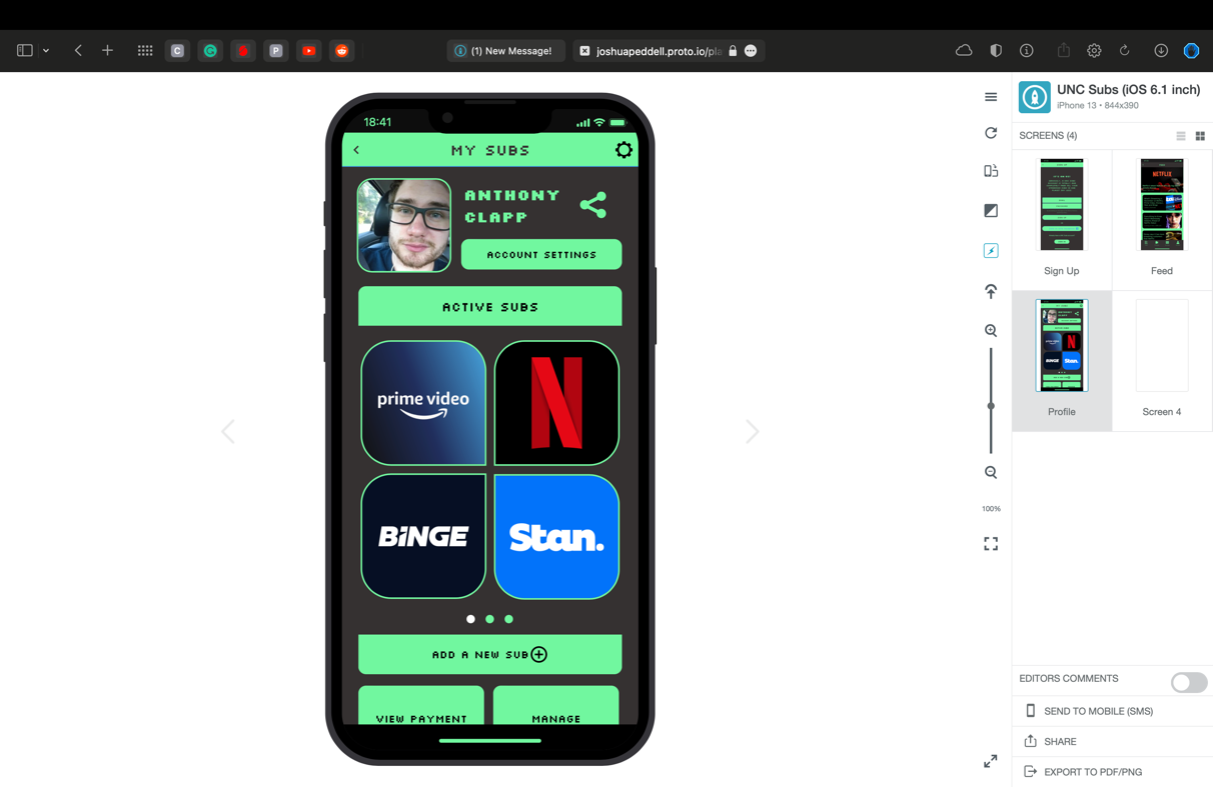 (1) New Message!
joshuapeddell.proto.io/pla
UNC Subs (iOS 6.1 inch)
iPhone 13 • 844x390
SCREENS (4)
Sign Up
NETFLIX
Feed
Profile
Screen 4
18:41
MY SUBS
ANTHONY
CLAPP
ACCOUNT SETTINGS
ACTIVE SUBS
prime video
N
BiNGE
Stan.
ADD A NEW SUB
VIEW PAYMENT
MANAGE
100%
EDITORS COMMENTS
SEND TO MOBILE (SMS)
SHARE
EXPORT TO PDF/PNG